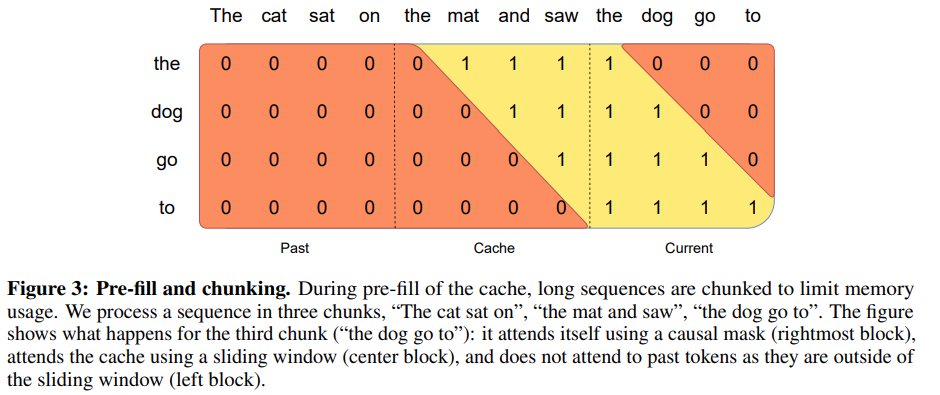 The cat sat on the mat and saw the dog go to
the 0 0 0 0 0 1 1 1 1 0 0 0
dog 0 0 0 0 0 0 1 1 1 1 0 0
go 0 0 0 0 0 0 0 1 1 1 1 0
to 0 0 0 0 0 0 0 0 1 1 1 1
Past Cache Current
Figure 3: Pre-fill and chunking. During pre-fill of the cache, long sequences are chunked to limit memory
usage. We process a sequence in three chunks, “The cat sat on”, “the mat and saw”, “the dog go to”. The figure
shows what happens for the third chunk (“the dog go to”): it attends itself using a causal mask (rightmost block),
attends the cache using a sliding window (center block), and does not attend to past tokens as they are outside of
the sliding window (left block).